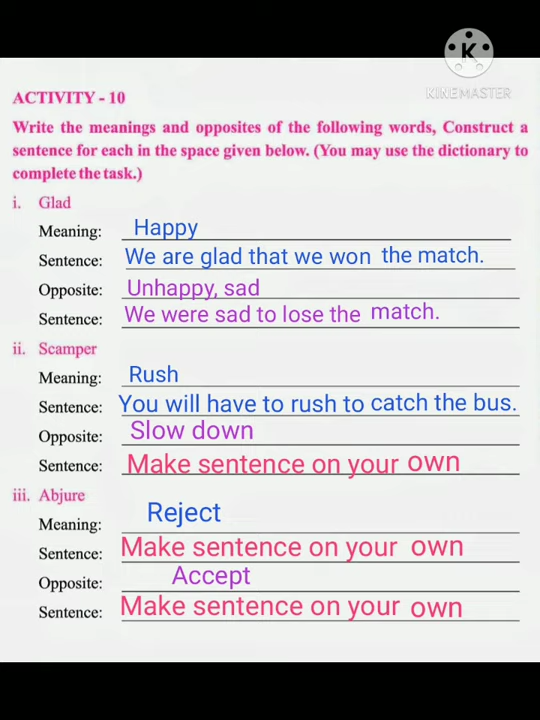 K
KINEMASTER
ACTIVITY - 10
Write the meanings and opposites of the following words, Construct a
sentence for each in the space given below. (You may use the dictionary to
complete the task.)
i. Glad
Meaning: Happy
Sentence: We are glad that we won the match.
Opposite: Unhappy, sad
Sentence: We were sad to lose the match.
ii. Scamper
Meaning: Rush
Sentence: You will have to rush to catch the bus.
Opposite: Slow down
Sentence: Make sentence on your own
iii. Abjure
Meaning: Reject
Sentence: Make sentence on your own
Opposite: Accept
Sentence: Make sentence on your own